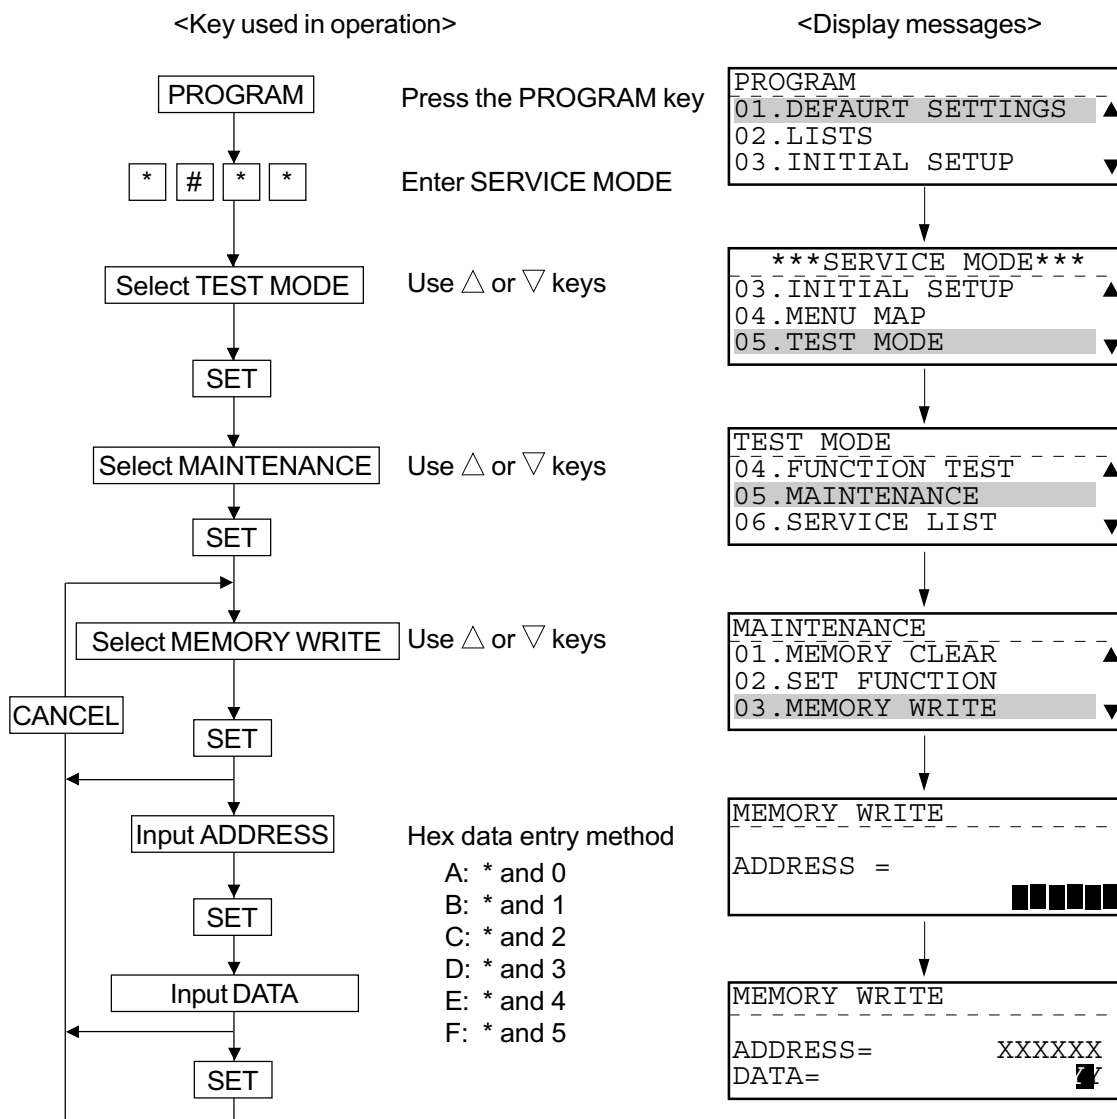 <Key used in operation>
<Display messages>
PROGRAM
Press the PROGRAM key
* # * *
Enter SERVICE MODE
Select TEST MODE
Use △ or ▽ keys
SET
Select MAINTENANCE
Use △ or ▽ keys
SET
Select MEMORY WRITE
Use △ or ▽ keys
CANCEL
SET
Input ADDRESS
Hex data entry method
A: * and 0
B: * and 1
C: * and 2
D: * and 3
E: * and 4
F: * and 5
SET
Input DATA
SET
PROGRAM
01.DEFAURT SETTINGS ▲
02.LISTS
03.INITIAL SETUP ▼
***SERVICE MODE***
03.INITIAL SETUP ▲
04.MENU MAP
05.TEST MODE ▼
TEST MODE
04.FUNCTION TEST ▲
05.MAINTENANCE
06.SERVICE LIST ▼
MAINTENANCE
01.MEMORY CLEAR ▲
02.SET FUNCTION
03.MEMORY WRITE ▼
MEMORY WRITE
ADDRESS =
MEMORY WRITE
ADDRESS= XXXXXX
DATA=